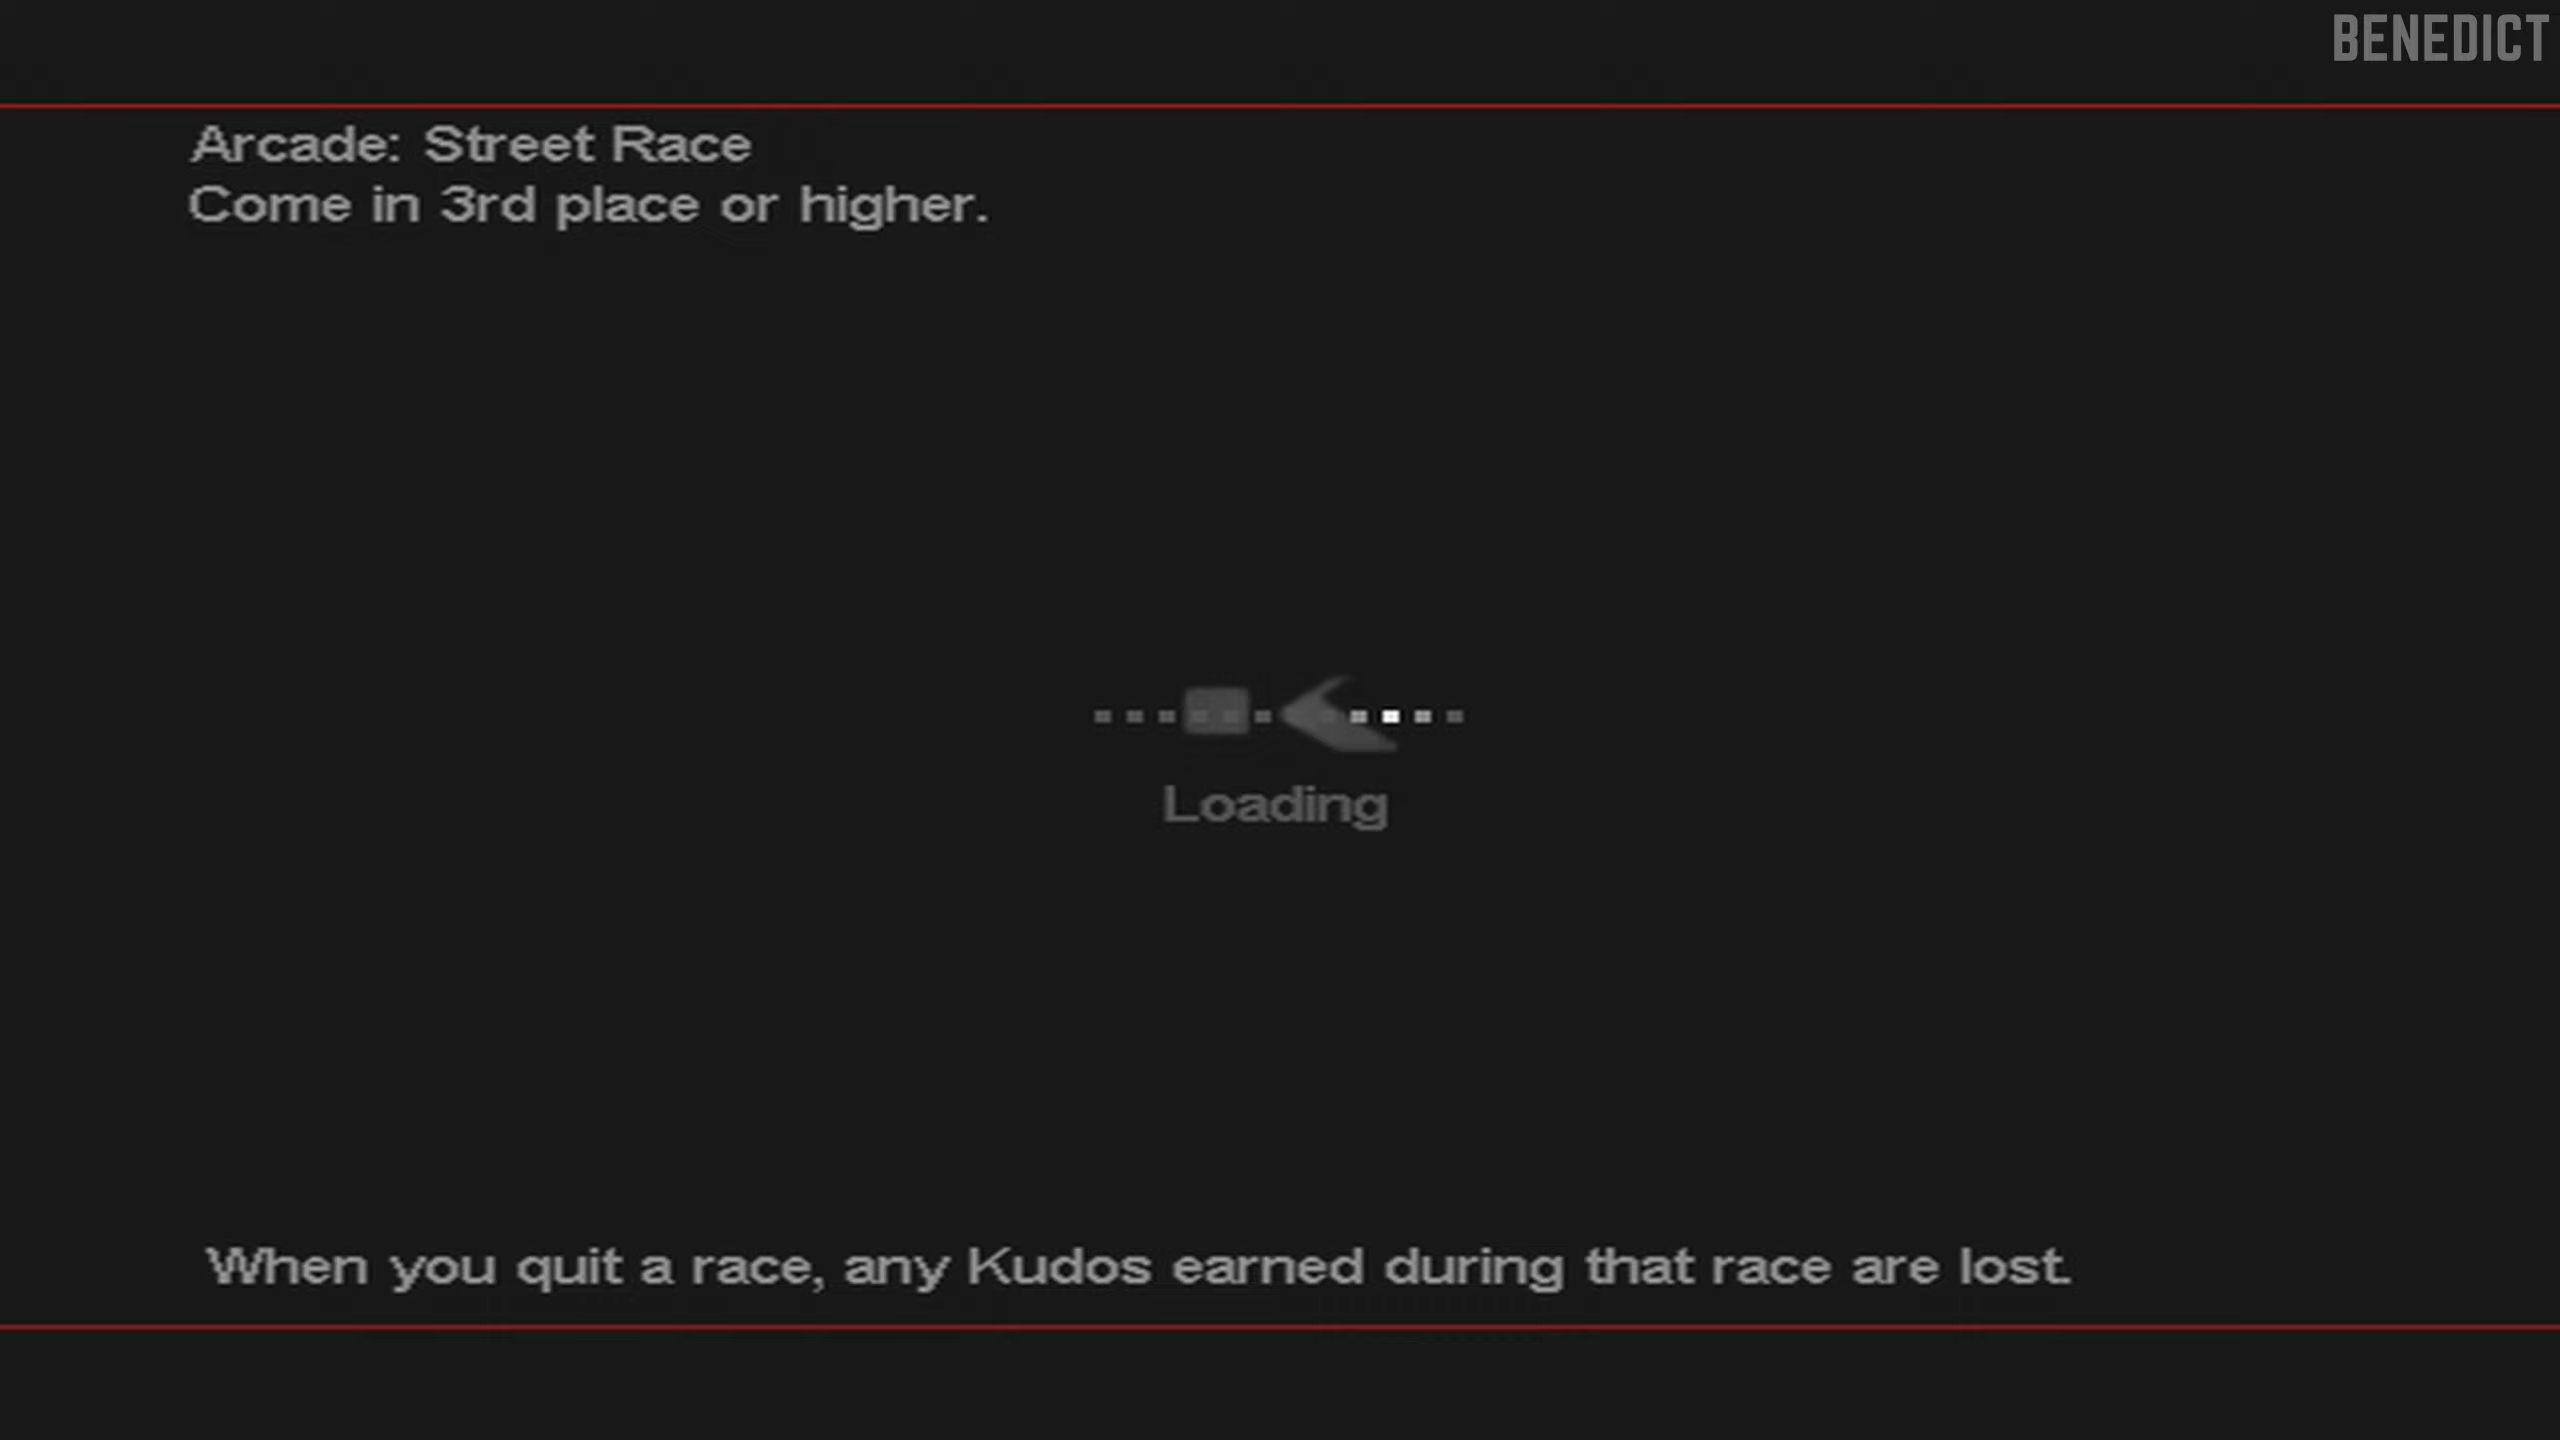 BENEDICT
Arcade: Street Race
Come in 3rd place or higher.
Loading
When you quit a race, any Kudos earned during that race are lost.